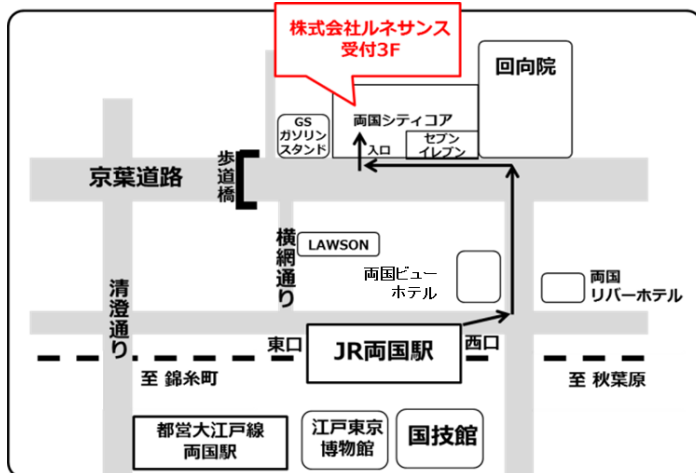 株式会社ルネサンス
受付3F
回向院
GS
ガソリン
スタンド
両国シティコア
入口
セブン
イレブン
京葉道路
歩道橋
横網通り
LAWSON
両国ビュー
ホテル
両国
リバーホテル
清澄通り
東口
JR両国駅
西口
至 錦糸町
至 秋葉原
都営大江戸線
両国駅
江戸東京
博物館
国技館